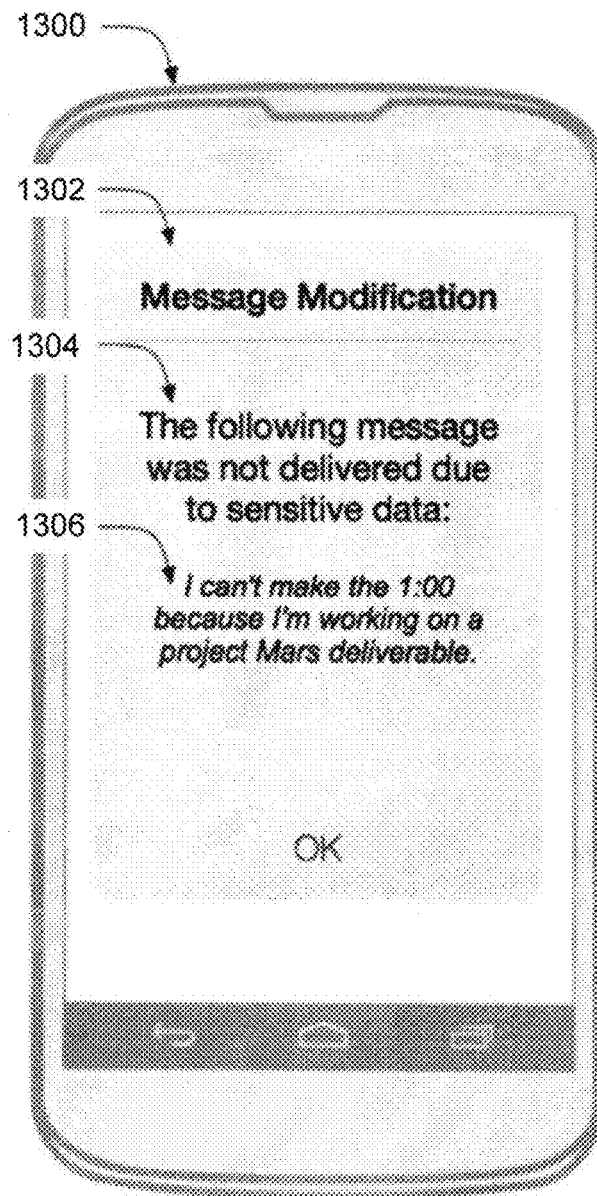 1300
1302
Message Modification
1304
The following message
was not delivered due
to sensitive data:
1306
I can't make the 1:00
because I'm working on a
project Mars deliverable.
OK